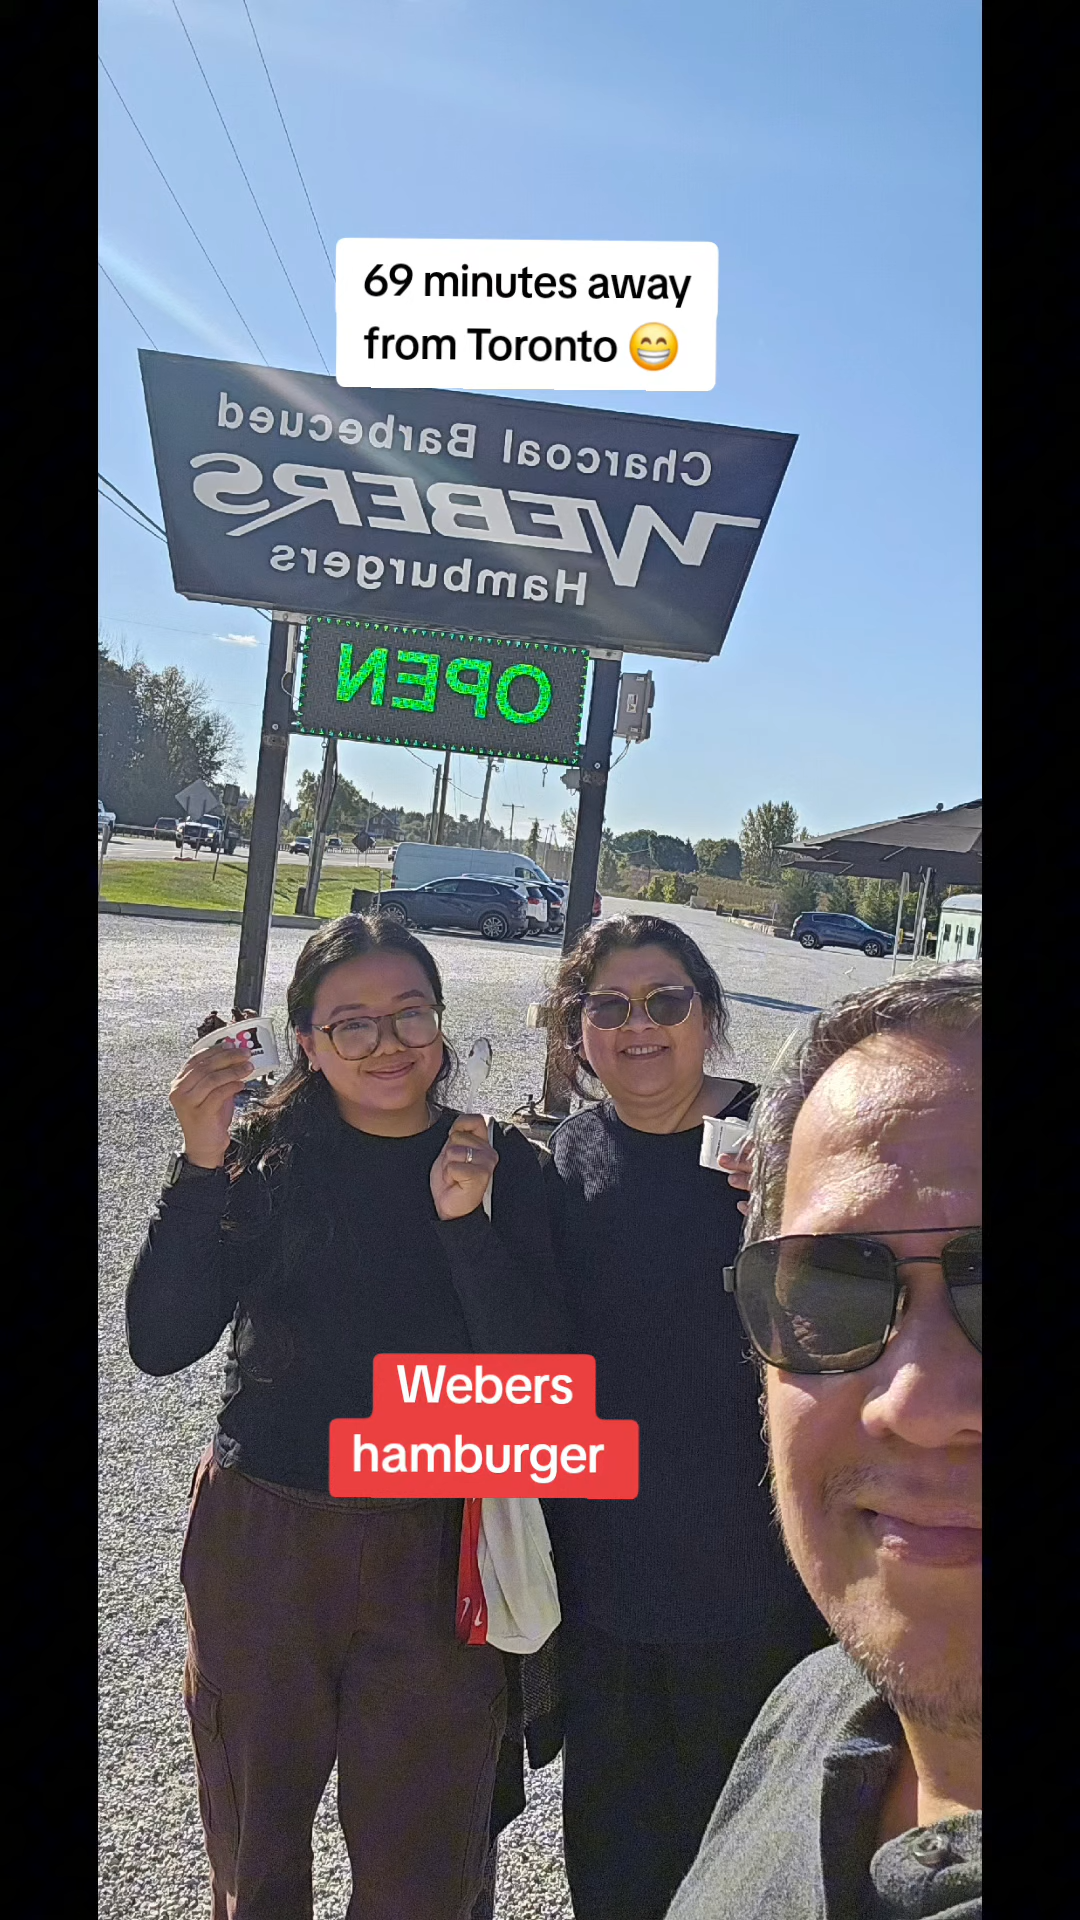 69 minutes away
from Toronto 😁
Charcoal Barbecued
WEBERS
Hamburgers
OPEN
Webers
hamburger